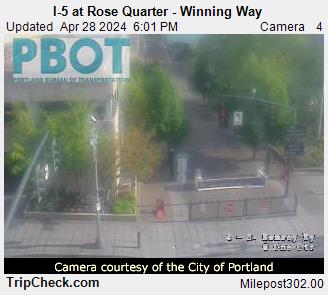 I-5 at Rose Quarter - Winning Way
Updated Apr 28 2024 6:01 PM Camera 4
PBOT
PORTLAND BUREAU OF TRANSPORTATION
Camera courtesy of the City of Portland
TripCheck.com Milepost302.00